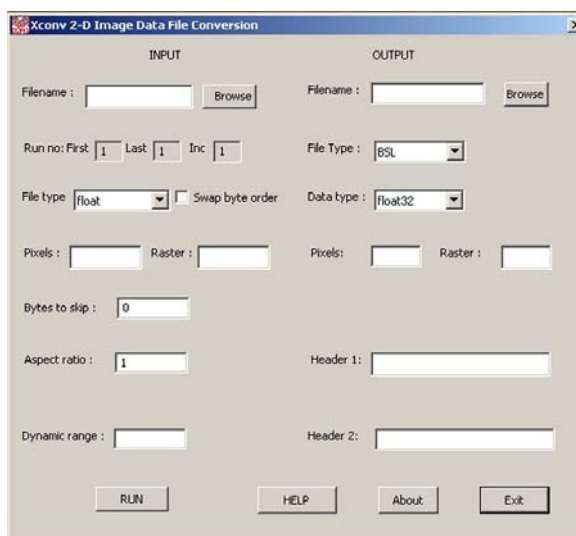 Xconv 2-D Image Data File Conversion
INPUT OUTPUT
Filename : Browse Filename : Browse
Run no: First 1 Last 1 Inc 1 File Type : BSL
File type float Swap byte order Data type : float32
Pixels : Raster : Pixels: Raster :
Bytes to skip : 0
Aspect ratio : 1 Header 1:
Dynamic range : Header 2:
RUN HELP About Exit